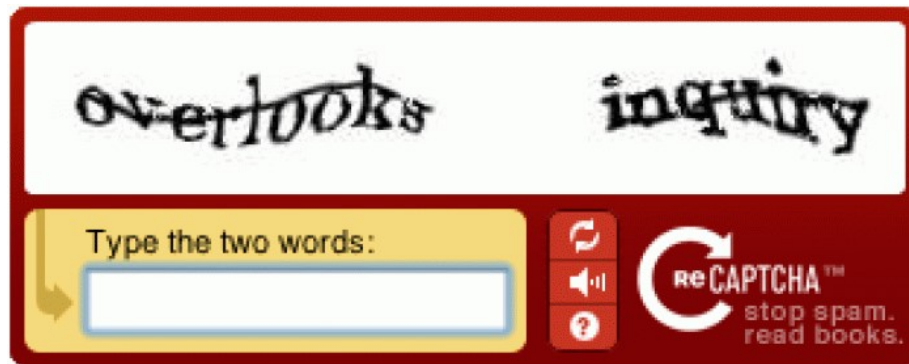 overlooks inquiry
Type the two words:
ReCAPTCHA™
stop spam.
read books.